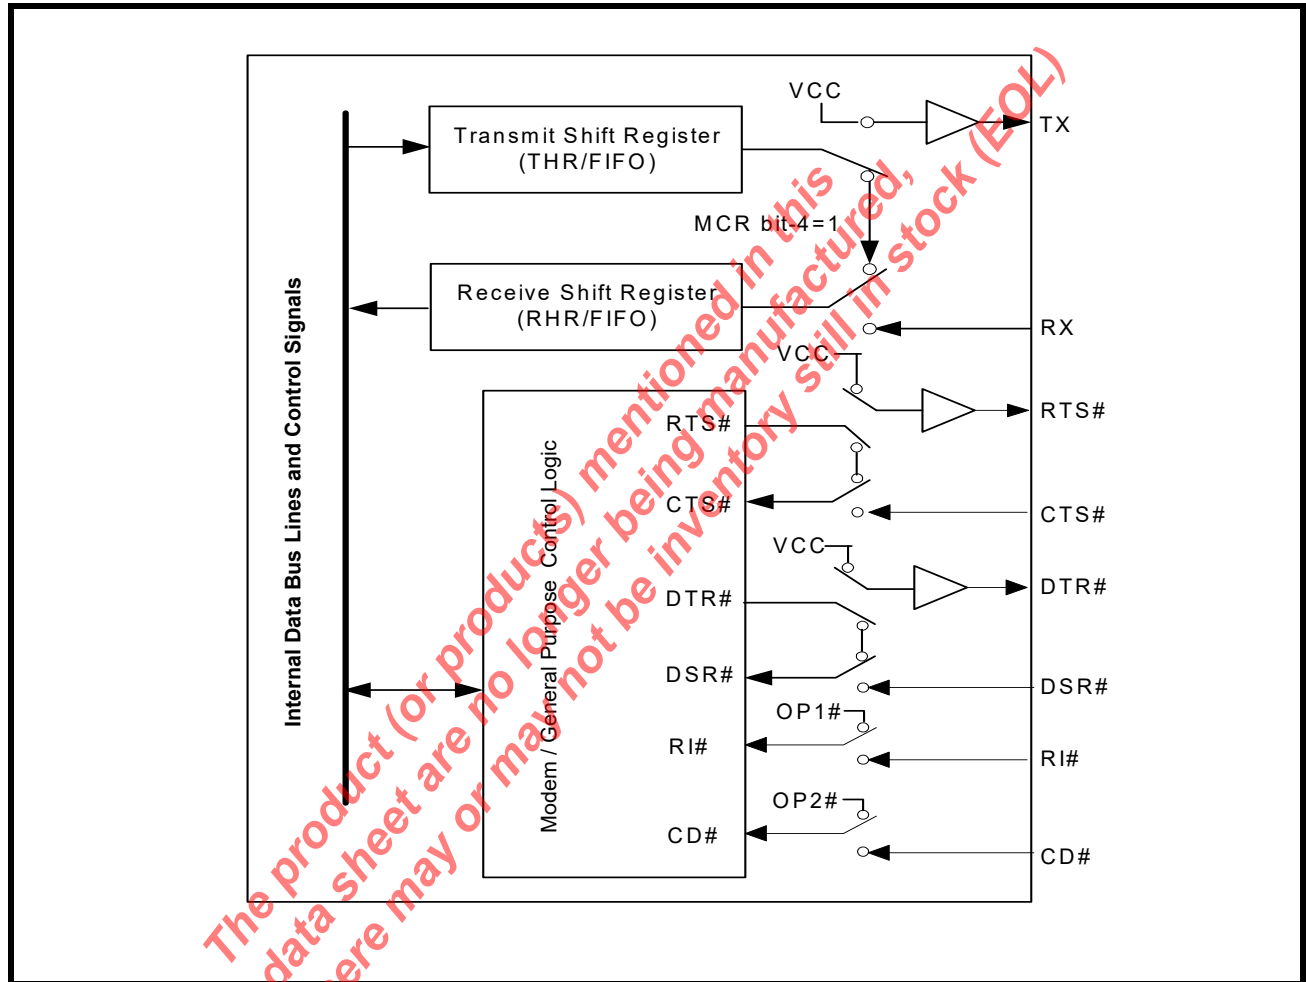 VCC
TX
Transmit Shift Register
(THR/FIFO)
MCR bit-4=1
Receive Shift Register
(RHR/FIFO)
RX
VCC
RTS#
RTS#
CTS#
CTS#
VCC
DTR#
DTR#
DSR#
DSR#
OP1#
RI#
RI#
OP2#
CD#
CD#
Internal Data Bus Lines and Control Signals
Modem / General Purpose Control Logic
The product (or products) mentioned in this
data sheet are no longer being manufactured,
ere may or may not be inventory still in stock (EOL)